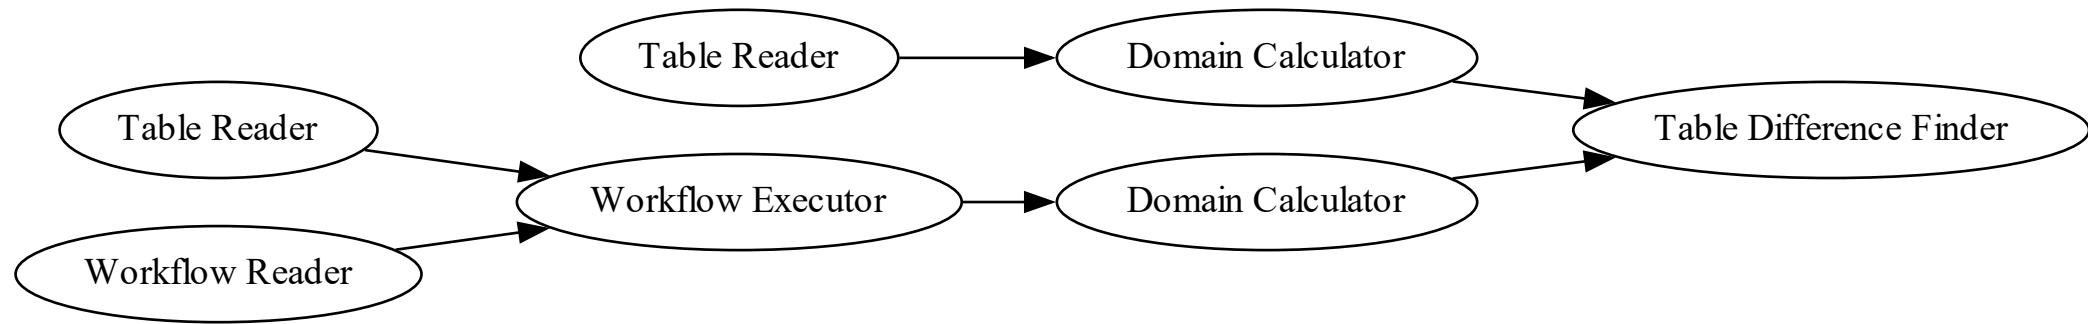 Table Reader
Domain Calculator
Table Reader
Table Difference Finder
Workflow Executor
Domain Calculator
Workflow Reader